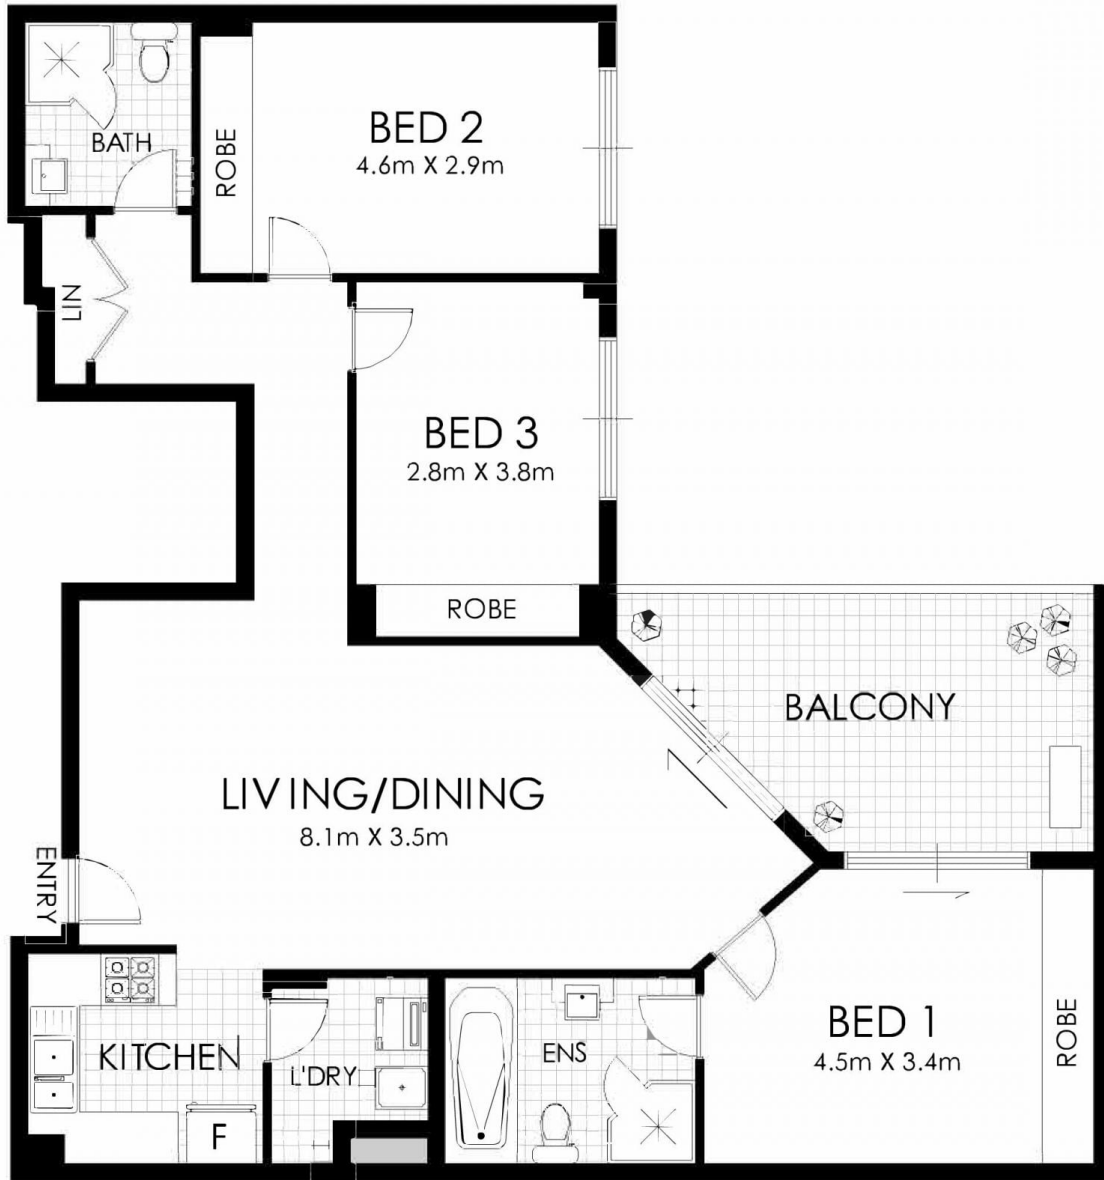 BATH
ROBE
BED 2
4.6m X 2.9m
LIN
BED 3
2.8m X 3.8m
ROBE
BALCONY
LIVING/DINING
8.1m X 3.5m
ENTRY
KITCHEN
F
L'DRY
ENS
BED 1
4.5m X 3.4m
ROBE